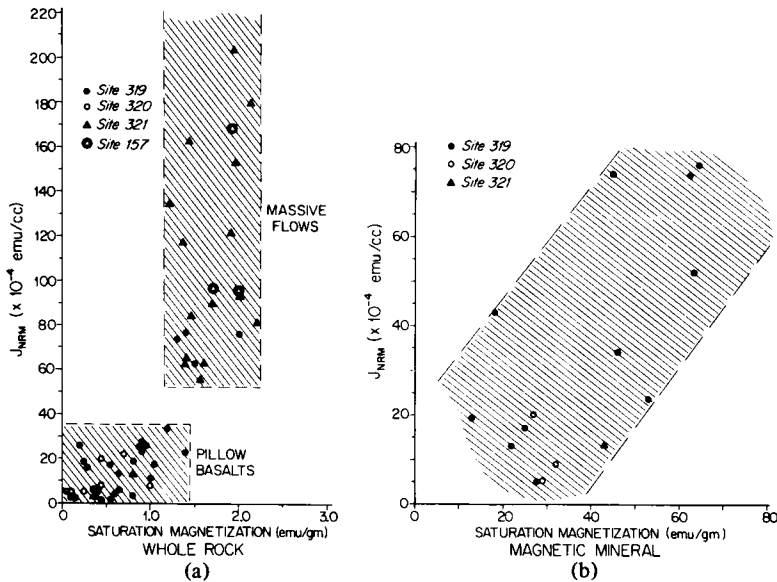 220
200
180
160
140
120
100
80
60
40
20
0
J_NRM (x 10^-4 emu/cc)
Site 319
Site 320
Site 321
Site 157
MASSIVE
FLOWS
PILLOW
BASALTS
0 1.0 2.0 3.0
SATURATION MAGNETIZATION (emu/gm)
WHOLE ROCK
(a)
80
60
40
20
0
J_NRM (x 10^-4 emu/cc)
Site 319
Site 320
Site 321
0 20 40 60 80
SATURATION MAGNETIZATION (emu/gm)
MAGNETIC MINERAL
(b)